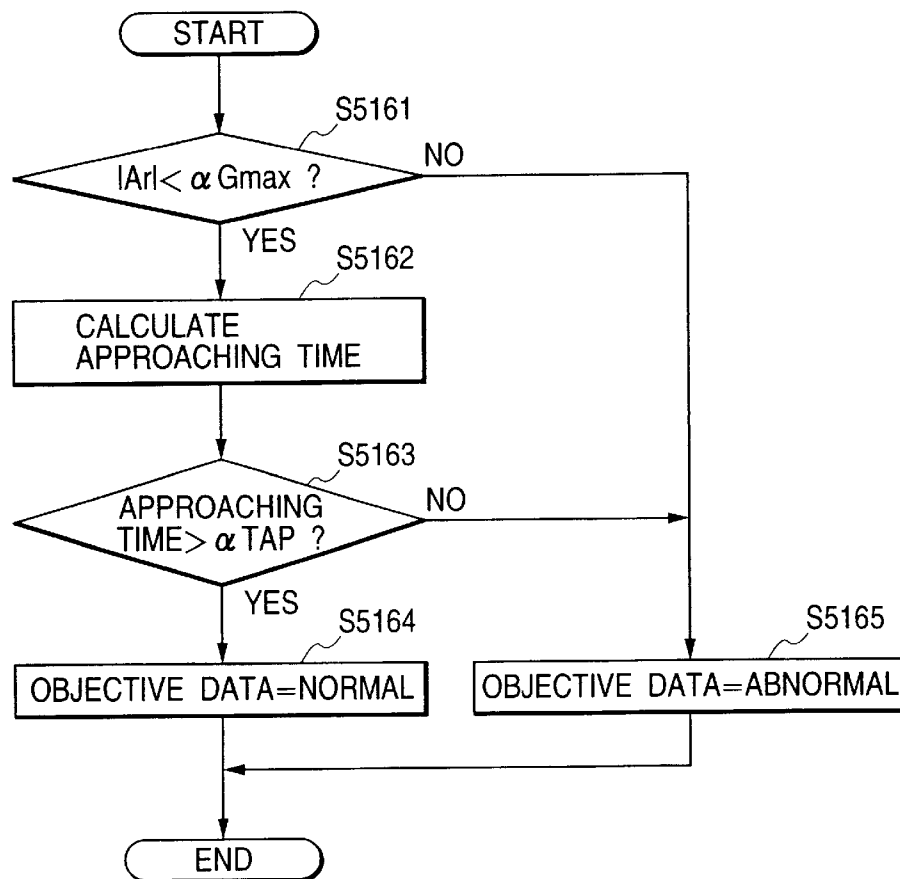 START
S5161
|Ar|< α Gmax ?
NO
YES
S5162
CALCULATE
APPROACHING TIME
S5163
APPROACHING
TIME> α TAP ?
NO
YES
S5164
OBJECTIVE DATA=NORMAL
S5165
OBJECTIVE DATA=ABNORMAL
END